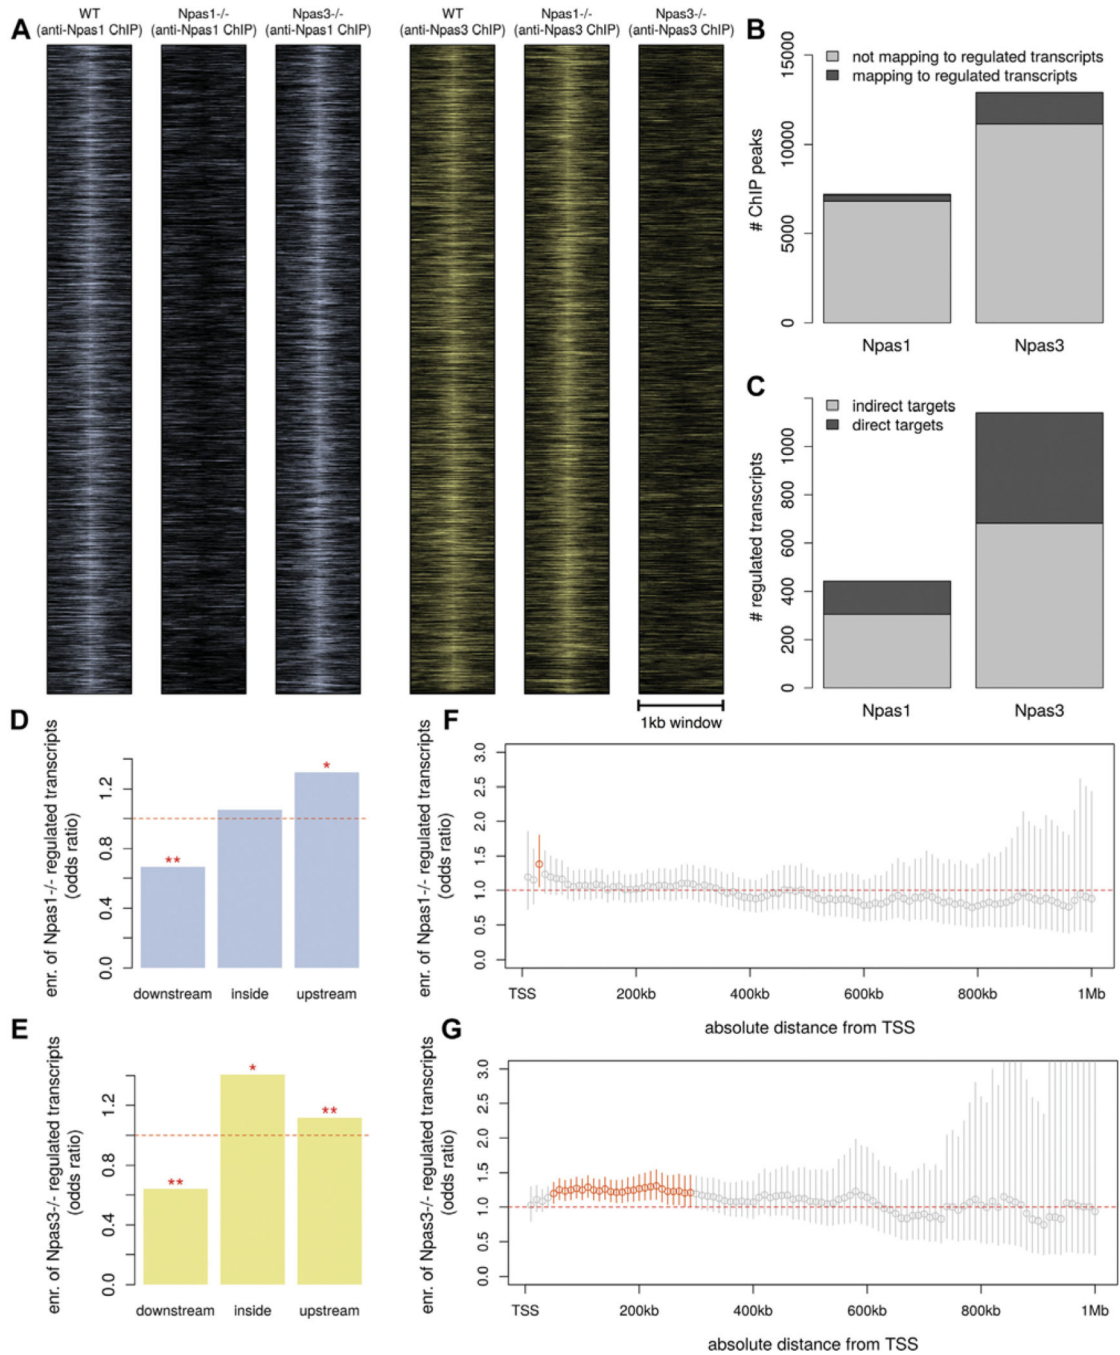 A
WT
(anti-Npas1 ChIP)
Npas1-/-
(anti-Npas1 ChIP)
Npas3-/-
(anti-Npas1 ChIP)
WT
(anti-Npas3 ChIP)
Npas1-/-
(anti-Npas3 ChIP)
Npas3-/-
(anti-Npas3 ChIP)
1kb window
B
# ChIP peaks
15000
10000
5000
0
not mapping to regulated transcripts
mapping to regulated transcripts
Npas1 Npas3
C
# regulated transcripts
1000
800
600
400
200
0
indirect targets
direct targets
Npas1 Npas3
D
enr. of Npas1-/- regulated transcripts
(odds ratio)
1.2
0.8
0.4
0.0
** *
downstream inside upstream
F
enr. of Npas1-/- regulated transcripts
(odds ratio)
3.0
2.5
2.0
1.5
1.0
0.5
0.0
TSS 200kb 400kb 600kb 800kb 1Mb
absolute distance from TSS
E
enr. of Npas3-/- regulated transcripts
(odds ratio)
1.2
0.8
0.4
0.0
** * **
downstream inside upstream
G
enr. of Npas3-/- regulated transcripts
(odds ratio)
3.0
2.5
2.0
1.5
1.0
0.5
0.0
TSS 200kb 400kb 600kb 800kb 1Mb
absolute distance from TSS